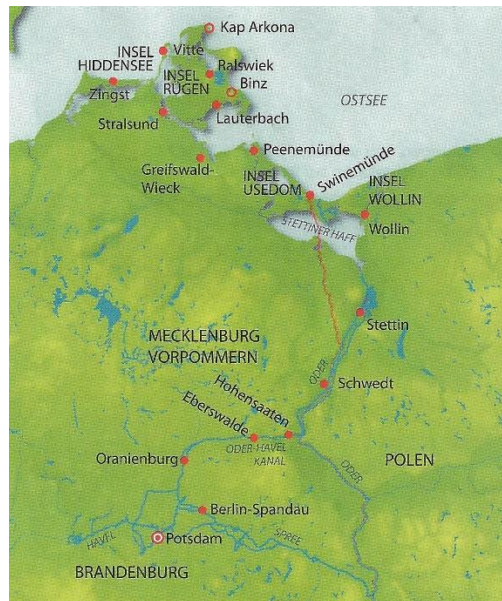 Kap Arkona
INSEL
HIDDENSEE
Vitte
Ralswiek
INSEL
RÜGEN
Binz
Zingst
OSTSEE
Lauterbach
Stralsund
Peenemünde
Greifswald-
Wieck
INSEL
USEDOM
Swinemünde
INSEL
WOLLIN
STETTINER HAFF
Wollin
Stettin
MECKLENBURG
VORPOMMERN
ODER
Schwedt
Hohensaaten
Eberswalde
ODER-HAVEL
KANAL
Oranienburg
ODER
POLEN
Berlin-Spandau
HAVEL
Potsdam
SPREE
BRANDENBURG